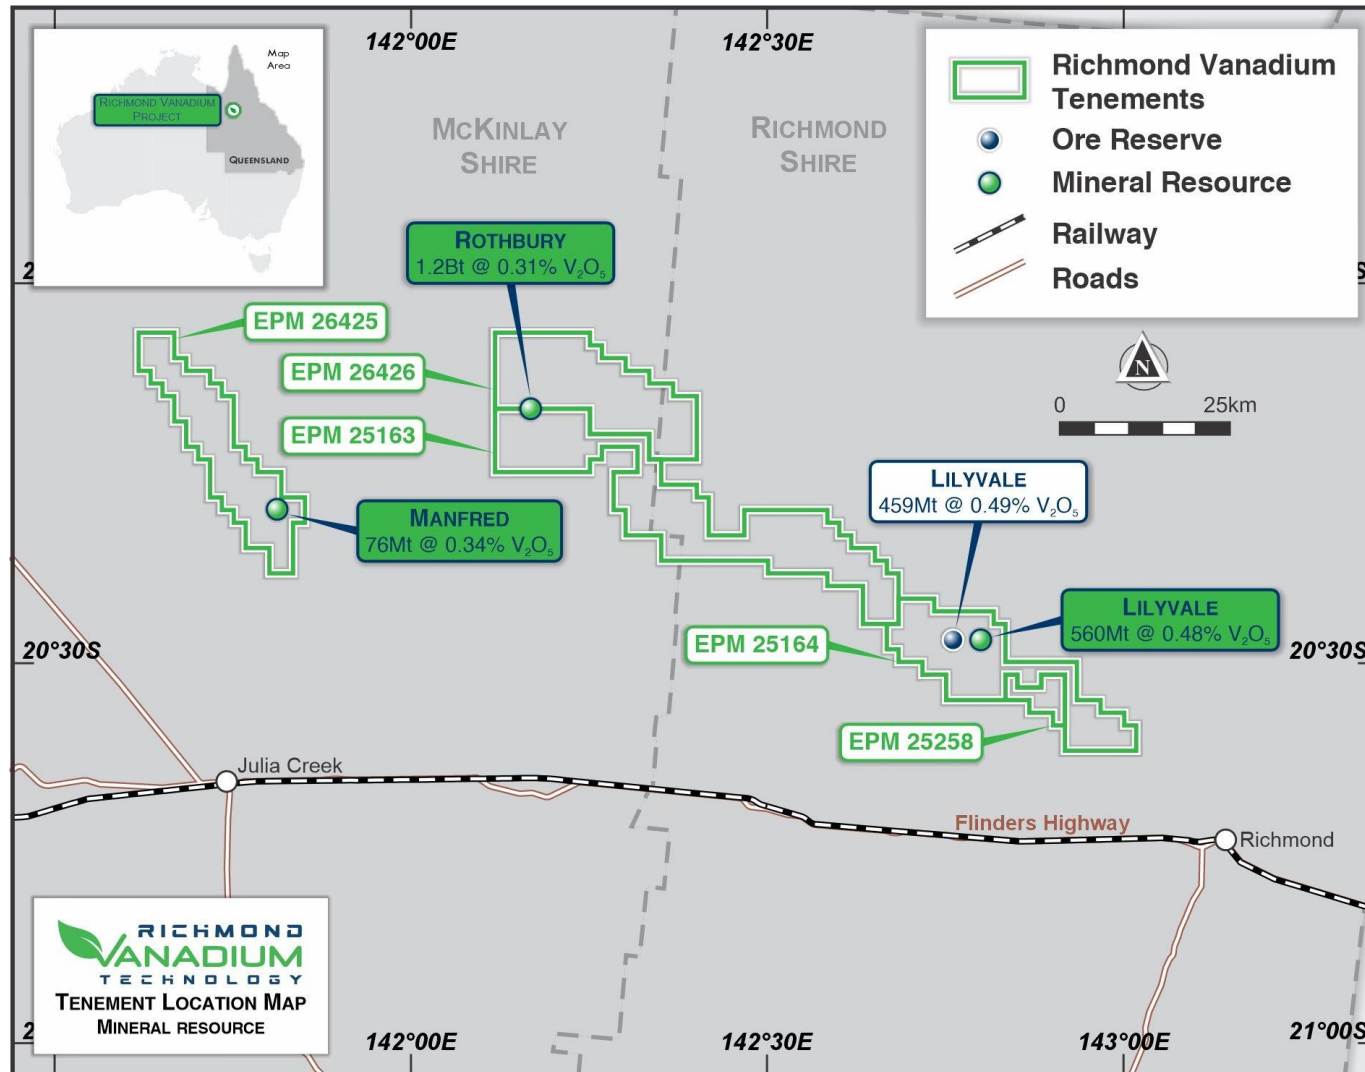 142°00E
142°30E
Map
Area
RICHMOND VANADIUM
PROJECT
QUEENSLAND
MCKINLAY
SHIRE
RICHMOND
SHIRE
Richmond Vanadium
Tenements
Ore Reserve
Mineral Resource
Railway
Roads
ROTHBURY
1.2Bt @ 0.31% V₂O₅
EPM 26425
EPM 26426
EPM 25163
N
0 25km
LILYVALE
459Mt @ 0.49% V₂O₅
MANFRED
76Mt @ 0.34% V₂O₅
LILYVALE
560Mt @ 0.48% V₂O₅
EPM 25164
20°30S
20°30S
EPM 25258
Julia Creek
Flinders Highway
Richmond
RICHMOND
VANADIUM
TECHNOLOGY
TENEMENT LOCATION MAP
MINERAL RESOURCE
142°00E
142°30E
143°00E
21°00S